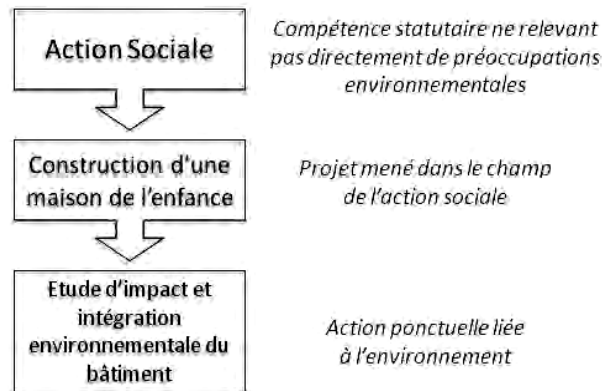 Action Sociale
Compétence statutaire ne relevant
pas directement de préoccupations
environnementales
Construction d'une
maison de l'enfance
Projet mené dans le champ
de l'action sociale
Etude d'impact et
intégration
environnementale du
bâtiment
Action ponctuelle liée
à l'environnement